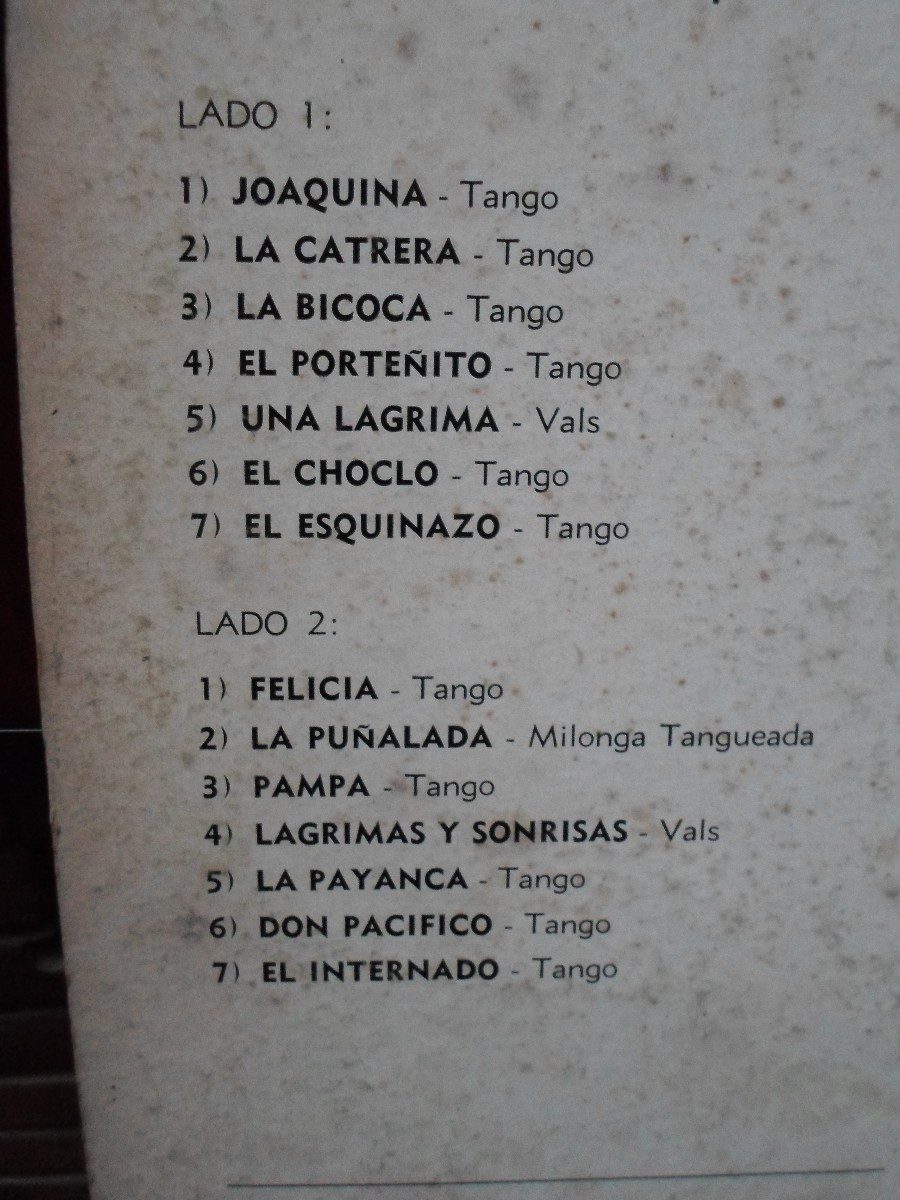 LADO 1:
1) JOAQUINA - Tango
2) LA CATRERA - Tango
3) LA BICOCA - Tango
4) EL PORTEÑITO - Tango
5) UNA LAGRIMA - Vals
6) EL CHOCLO - Tango
7) EL ESQUINAZO - Tango
LADO 2:
1) FELICIA - Tango
2) LA PUÑALADA - Milonga Tangueada
3) PAMPA - Tango
4) LAGRIMAS Y SONRISAS - Vals
5) LA PAYANCA - Tango
6) DON PACIFICO - Tango
7) EL INTERNADO - Tango